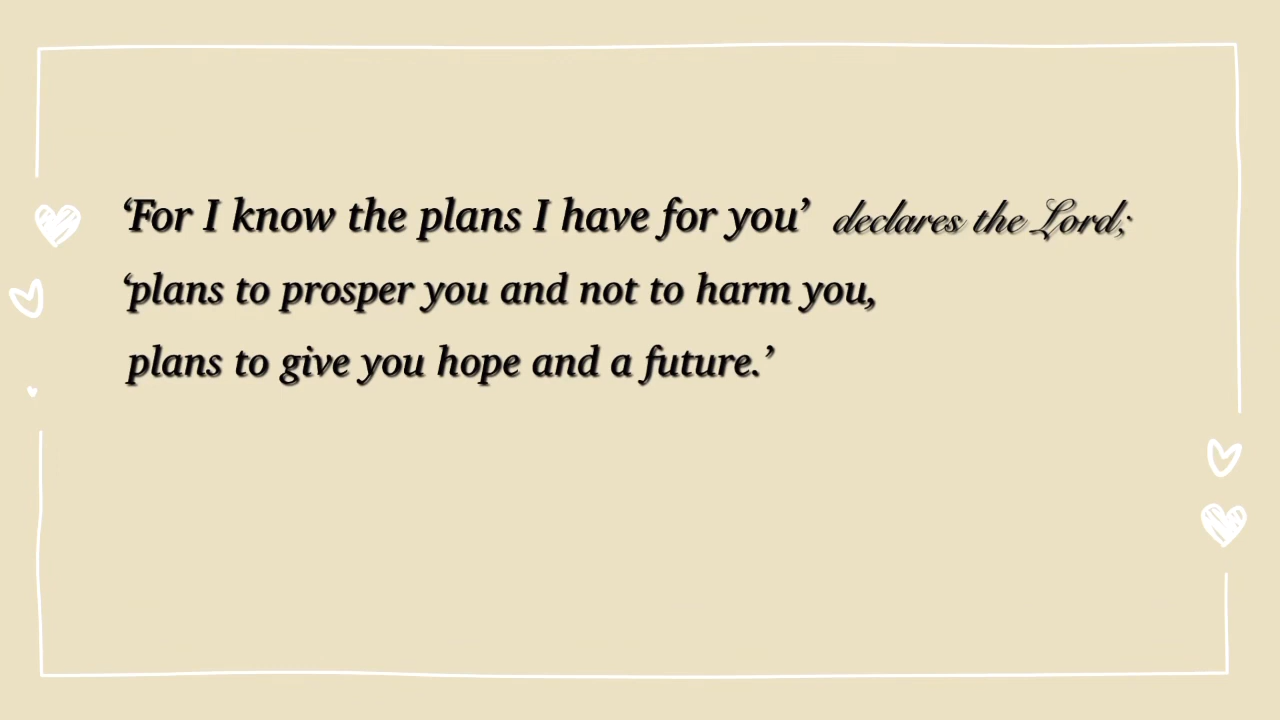 ‘For I know the plans I have for you’ declares the Lord;
‘plans to prosper you and not to harm you,
plans to give you hope and a future.’